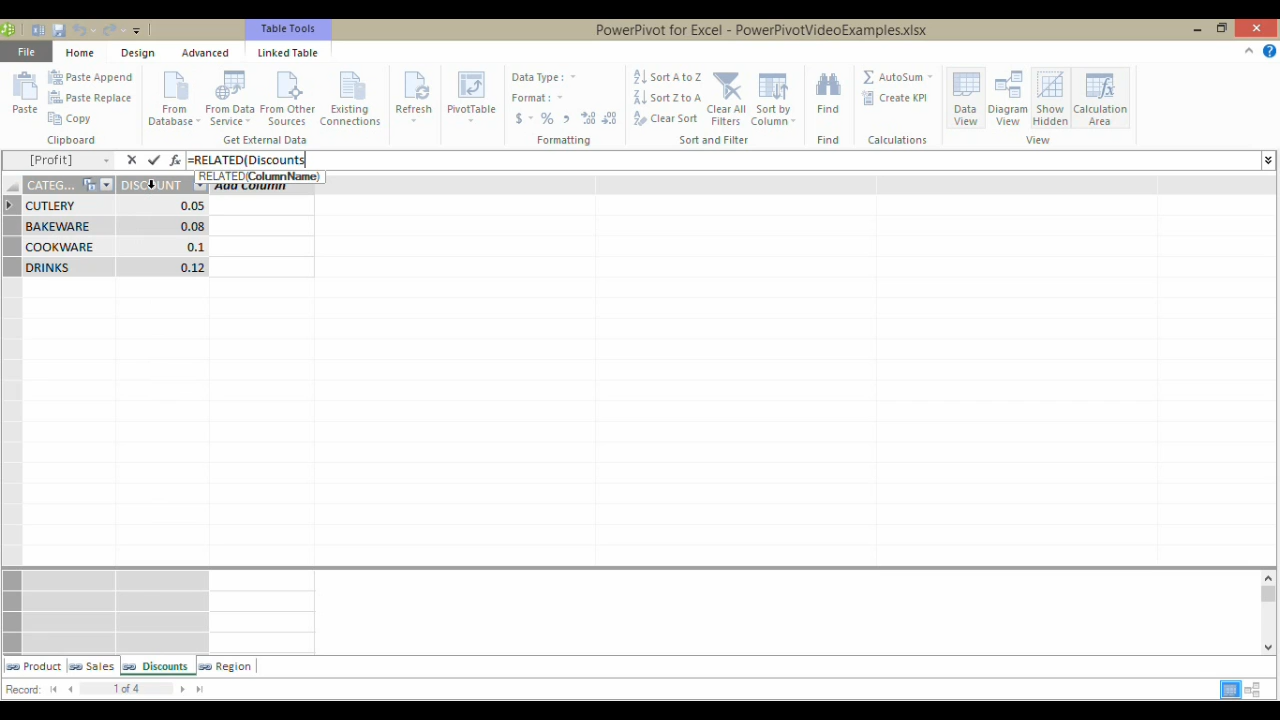 Table Tools
PowerPivot for Excel - PowerPivotVideoExamples.xlsx
File Home Design Advanced Linked Table
Paste
Paste Append
Paste Replace
Copy
Clipboard
From Database
From Data Service
From Other Sources
Existing Connections
Get External Data
Refresh
PivotTable
Data Type :
Format :
$ % ,
Formatting
Sort A to Z
Sort Z to A
Clear Sort
Clear All Filters
Sort by Column
Sort and Filter
Find
Find
AutoSum
Create KPI
Calculations
Data View
Diagram View
Show Hidden
Calculation Area
View
[Profit] fx =RELATED(Discounts
RELATED(ColumnName)
CATEG... DISCOUNT Add Column
CUTLERY 0.05
BAKEWARE 0.08
COOKWARE 0.1
DRINKS 0.12
Product Sales Discounts Region
Record: 1 of 4